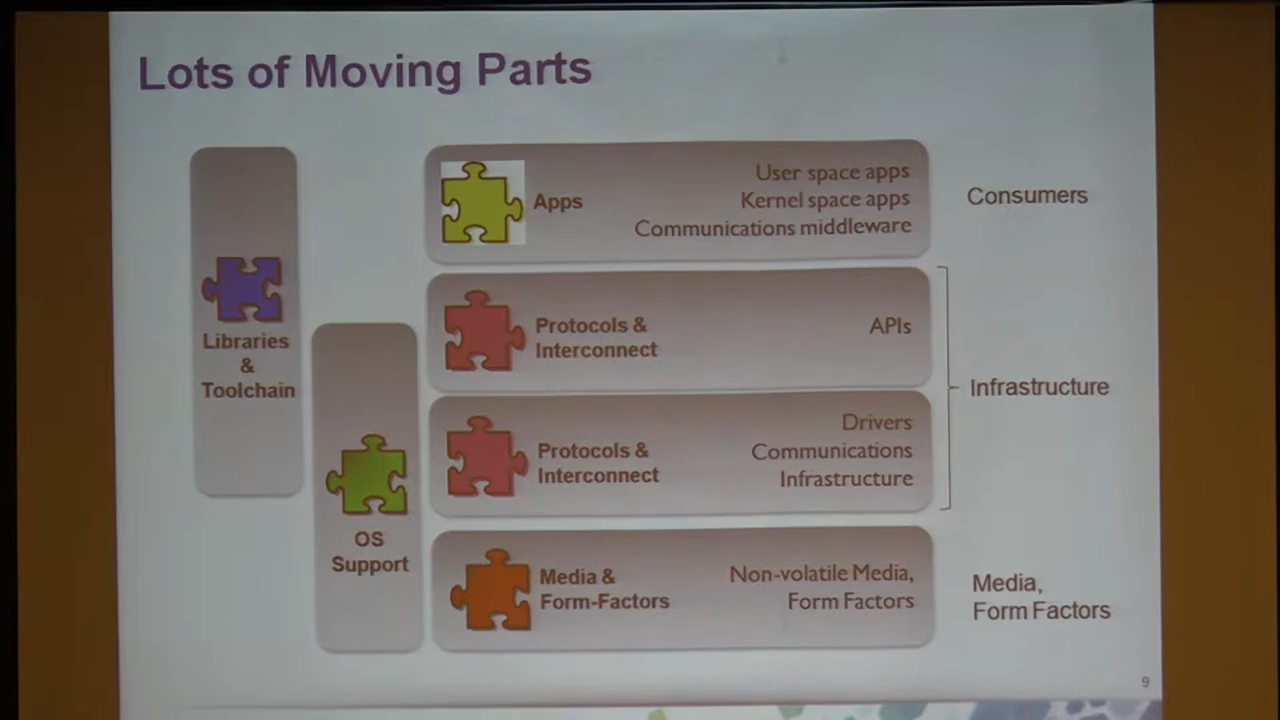 Lots of Moving Parts
Libraries
&
Toolchain
OS
Support
Apps
User space apps
Kernel space apps
Communications middleware
Consumers
Protocols &
Interconnect
APIs
Infrastructure
Protocols &
Interconnect
Drivers
Communications
Infrastructure
Media &
Form-Factors
Non-volatile Media,
Form Factors
Media,
Form Factors
9